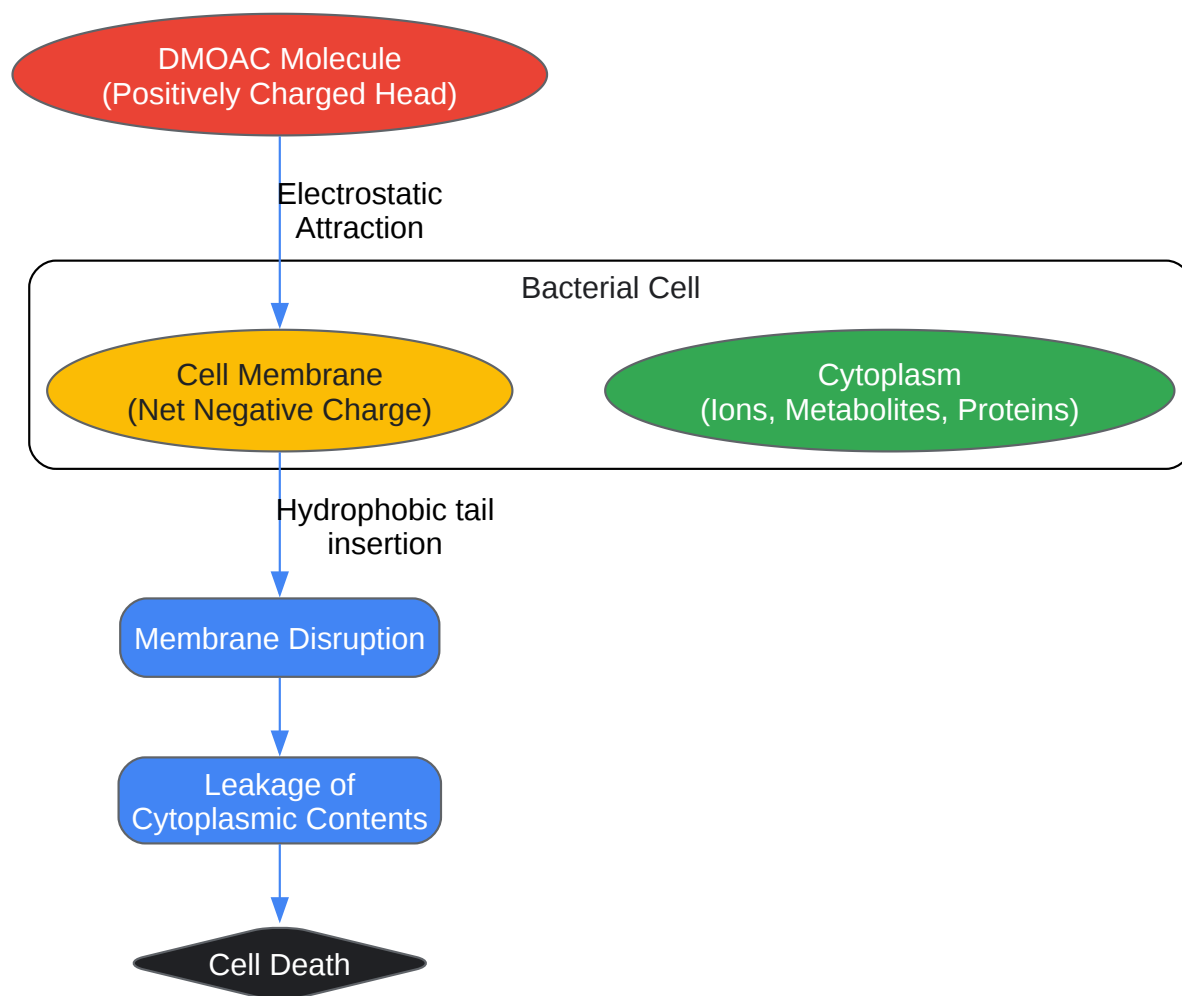 DMOAC Molecule
(Positively Charged Head)
Electrostatic
Attraction
Bacterial Cell
Cell Membrane
(Net Negative Charge)
Cytoplasm
(Ions, Metabolites, Proteins)
Hydrophobic tail
insertion
Membrane Disruption
Leakage of
Cytoplasmic Contents
Cell Death